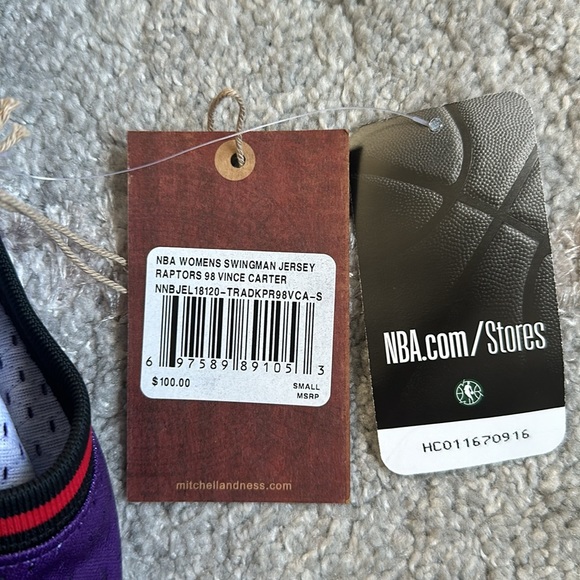 NBA WOMENS SWINGMAN JERSEY
RAPTORS 98 VINCE CARTER
NNBJEL18120-TRADKPR98VCA-S
6 97589 89105 3
$100.00 SMALL
MSRP
mitchellandness.com
NBA.com/Stores
HC011670916